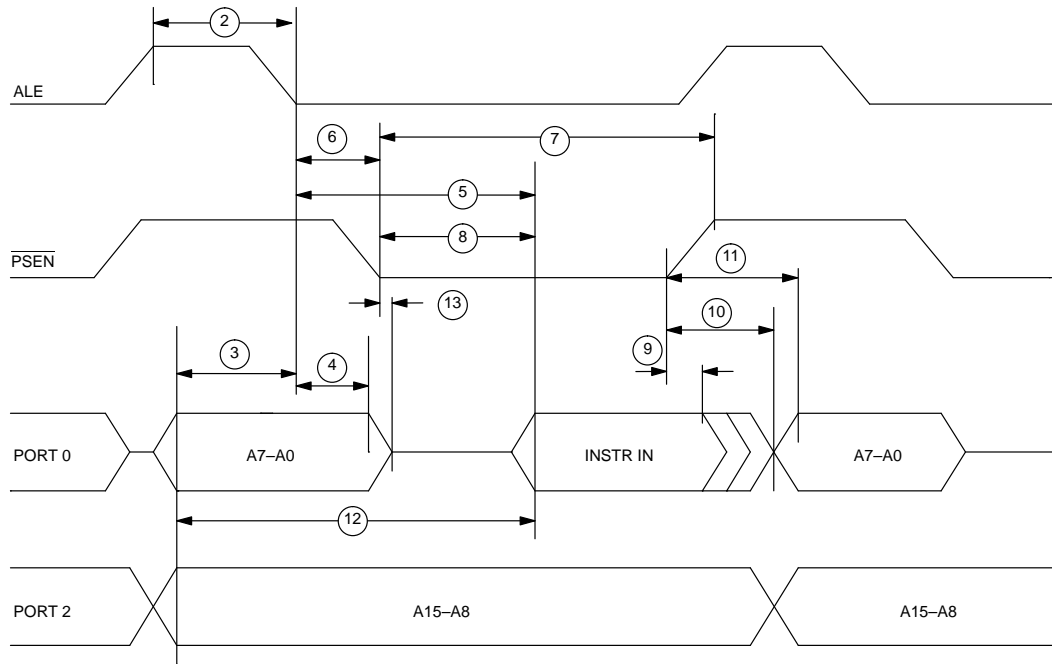 2
ALE
6
7
5
8
PSEN
11
13
10
3
4
9
PORT 0
A7–A0
INSTR IN
A7–A0
12
PORT 2
A15–A8
A15–A8